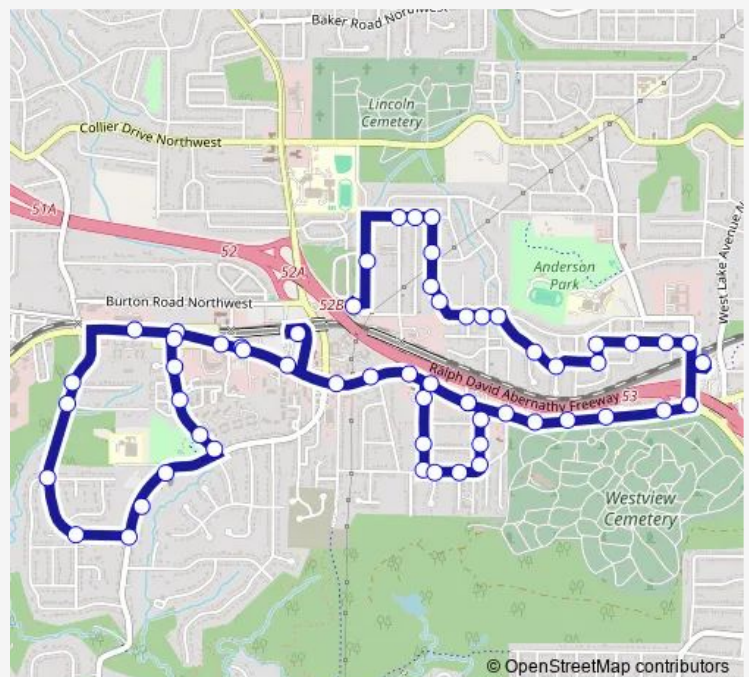 Baker Road Northwest
Lincoln
Cemetery
Collier Drive Northwest
51A
52
52A
Anderson
Park
West Lake Avenue
Burton Road Northwest
52B
Ralph David Abernathy Freeway
53
Westview
Cemetery
© OpenStreetMap contributors